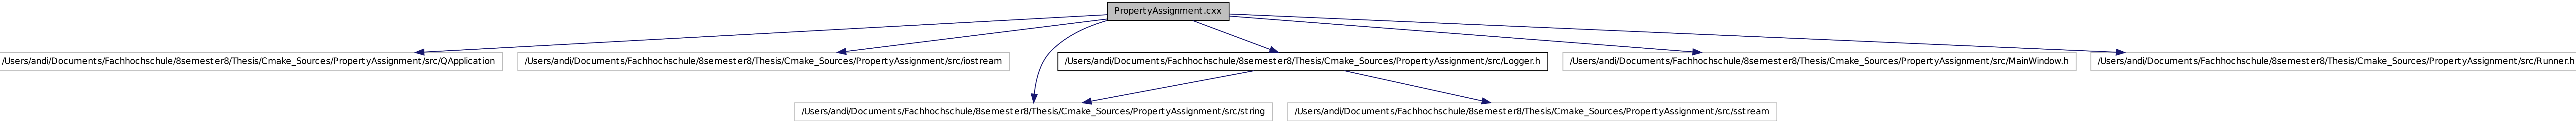 PropertyAssignment.cxx
/Users/andi/Documents/Fachhochschule/8semester8/Thesis/Cmake_Sources/PropertyAssignment/src/QApplication
/Users/andi/Documents/Fachhochschule/8semester8/Thesis/Cmake_Sources/PropertyAssignment/src/iostream
/Users/andi/Documents/Fachhochschule/8semester8/Thesis/Cmake_Sources/PropertyAssignment/src/Logger.h
/Users/andi/Documents/Fachhochschule/8semester8/Thesis/Cmake_Sources/PropertyAssignment/src/MainWindow.h
/Users/andi/Documents/Fachhochschule/8semester8/Thesis/Cmake_Sources/PropertyAssignment/src/Runner.h
/Users/andi/Documents/Fachhochschule/8semester8/Thesis/Cmake_Sources/PropertyAssignment/src/string
/Users/andi/Documents/Fachhochschule/8semester8/Thesis/Cmake_Sources/PropertyAssignment/src/sstream